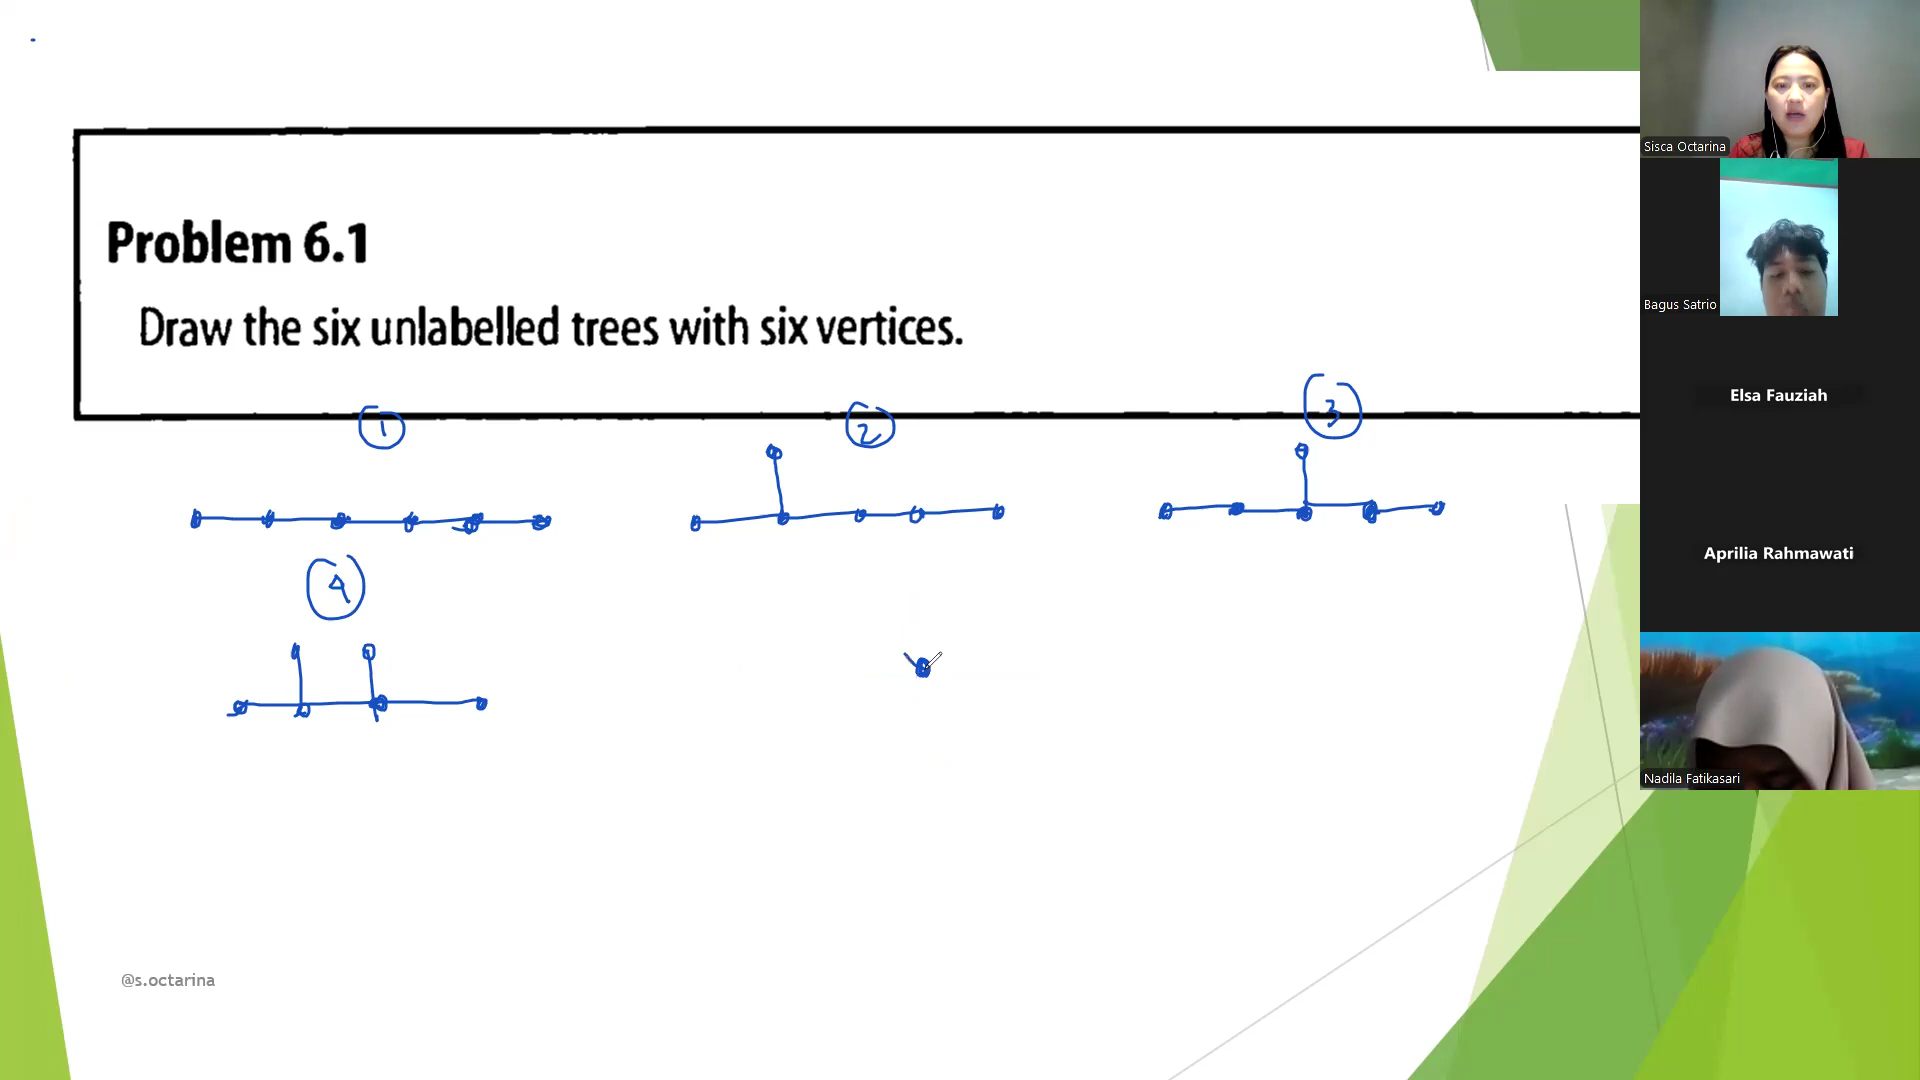 Problem 6.1
Draw the six unlabelled trees with six vertices.
1
2
3
4
@s.octarina
Sisca Octarina
Bagus Satrio
Elsa Fauziah
Aprilia Rahmawati
Nadila Fatikasari